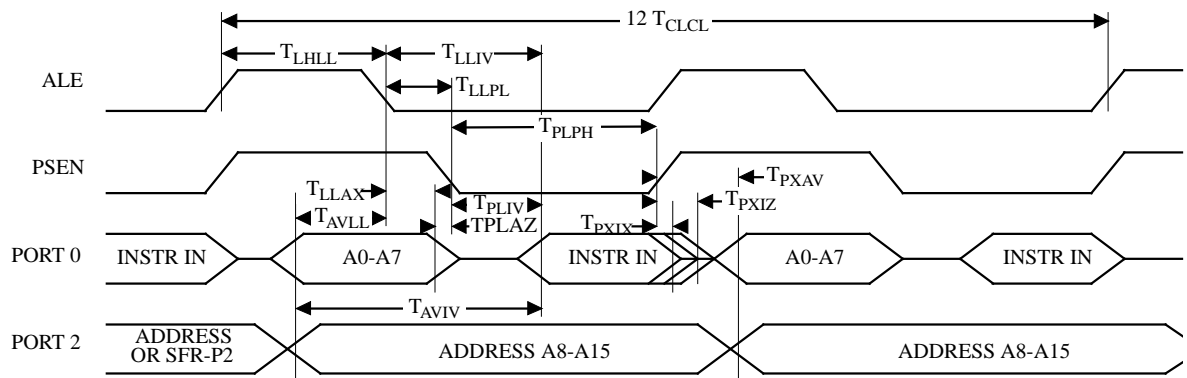 12 TCLCL
TLHLL
TLLIV
ALE
TLLPL
TPLPH
PSEN
TLLAX
TPXAV
TPLIV
TPXIZ
TAVLL
TPLAZ
TPXIX
PORT 0
INSTR IN
A0-A7
INSTR IN
A0-A7
INSTR IN
TAVIV
PORT 2
ADDRESS
OR SFR-P2
ADDRESS A8-A15
ADDRESS A8-A15